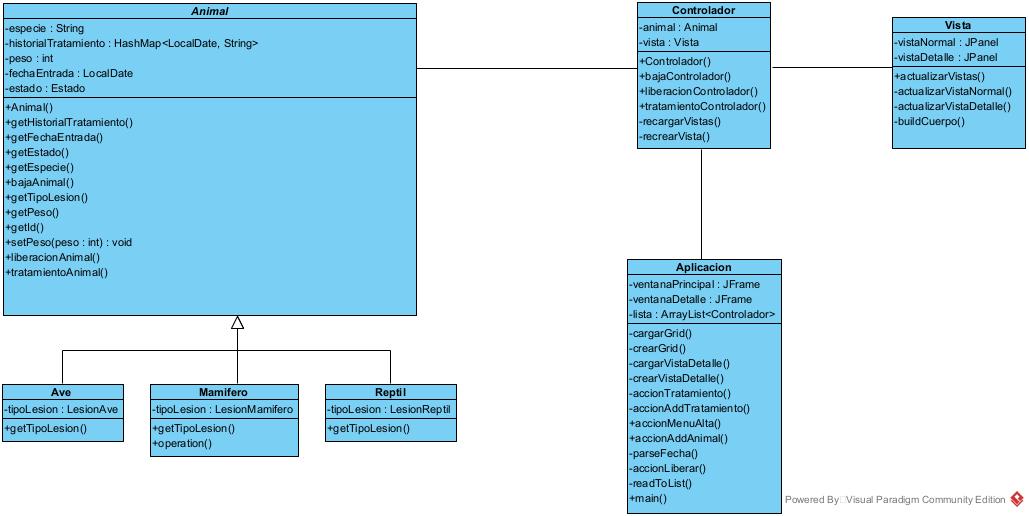 Animal
-especie : String
-historialTratamiento : HashMap<LocalDate, String>
-peso : int
-fechaEntrada : LocalDate
-estado : Estado
+Animal()
+getHistorialTratamiento()
+getFechaEntrada()
+getEstado()
+getEspecie()
+bajaAnimal()
+getTipoLesion()
+getPeso()
+getId()
+setPeso(peso : int) : void
+liberacionAnimal()
+tratamientoAnimal()
Controlador
-animal : Animal
-vista : Vista
+Controlador()
+bajaControlador()
+liberacionControlador()
+tratamientoControlador()
-recargarVistas()
-recrearVista()
Vista
-vistaNormal : JPanel
-vistaDetalle : JPanel
+actualizarVistas()
-actualizarVistaNormal()
-actualizarVistaDetalle()
-buildCuerpo()
Ave
-tipoLesion : LesionAve
+getTipoLesion()
Mamifero
-tipoLesion : LesionMamifero
+getTipoLesion()
+operation()
Reptil
-tipoLesion : LesionReptil
+getTipoLesion()
Aplicacion
-ventanaPrincipal : JFrame
-ventanaDetalle : JFrame
-lista : ArrayList<Controlador>
-cargarGrid()
-crearGrid()
-cargarVistaDetalle()
-crearVistaDetalle()
-accionTratamiento()
-accionAddTratamiento()
+accionMenuAlta()
+accionAddAnimal()
-parseFecha()
-accionLiberar()
-readToList()
+main()
Powered By Visual Paradigm Community Edition